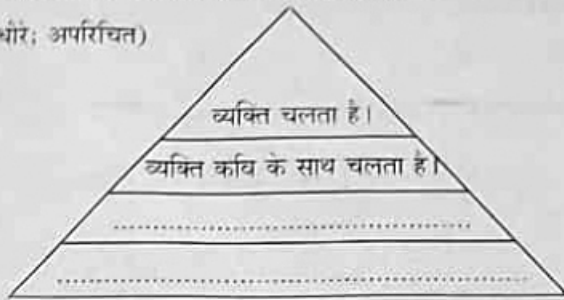 धीरे; अपरिचित)
व्यक्ति चलता है।
व्यक्ति कवि के साथ चलता है।
........................................................
........................................................